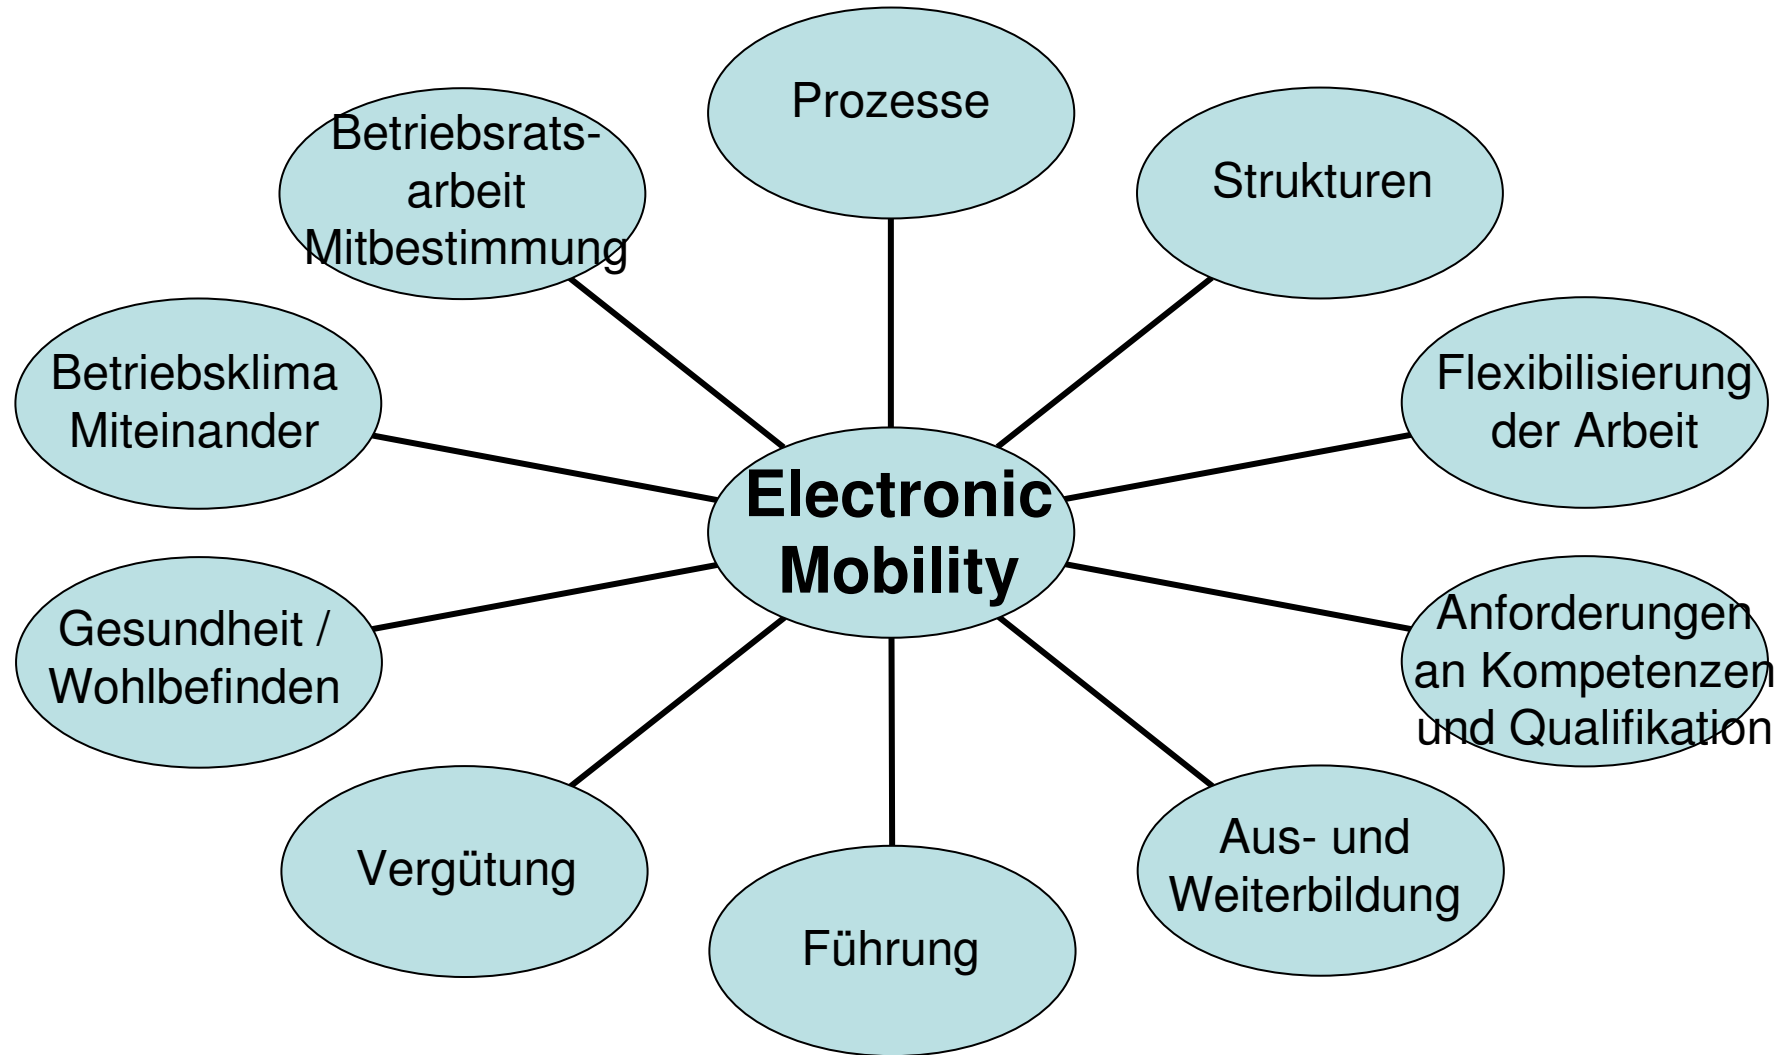 Prozesse
Strukturen
Flexibilisierung
der Arbeit
Anforderungen
an Kompetenzen
und Qualifikation
Aus- und
Weiterbildung
Führung
Vergütung
Gesundheit /
Wohlbefinden
Betriebsklima
Miteinander
Betriebsrats-
arbeit
Mitbestimmung
Electronic
Mobility